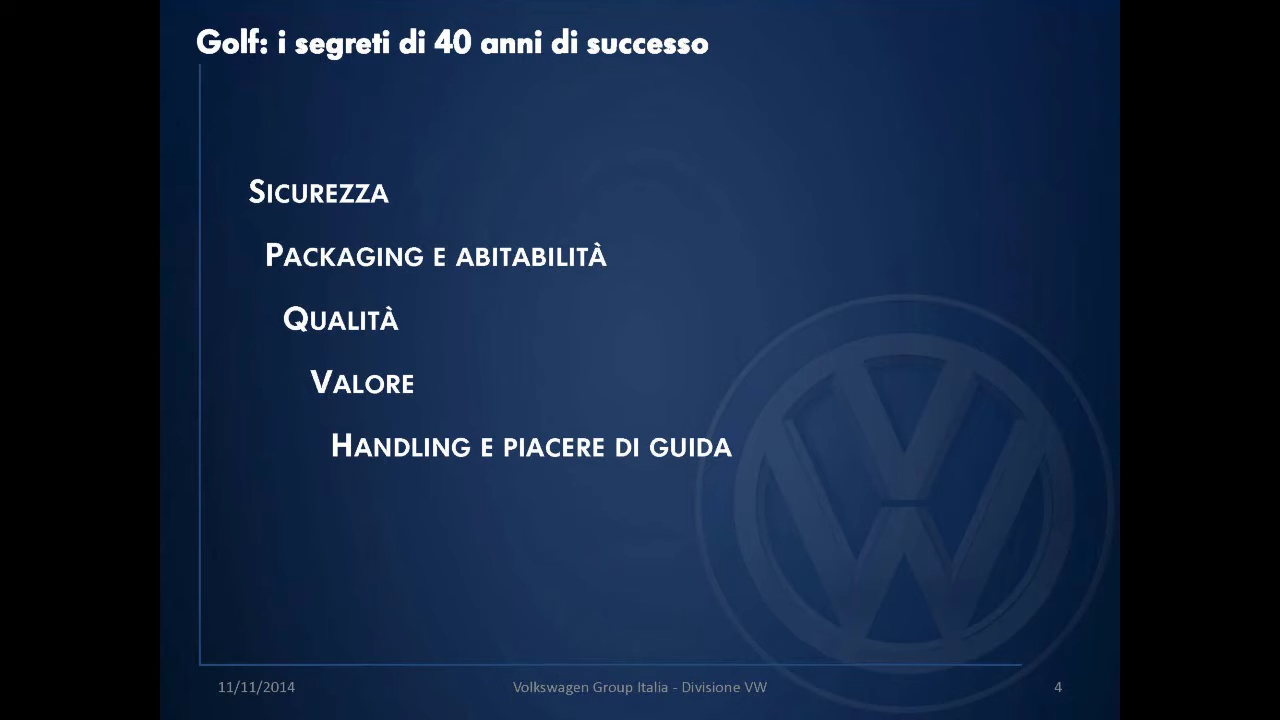 Golf: i segreti di 40 anni di successo
SICUREZZA
PACKAGING E ABITABILITÀ
QUALITÀ
VALORE
HANDLING E PIACERE DI GUIDA
11/11/2014 Volkswagen Group Italia - Divisione VW 4